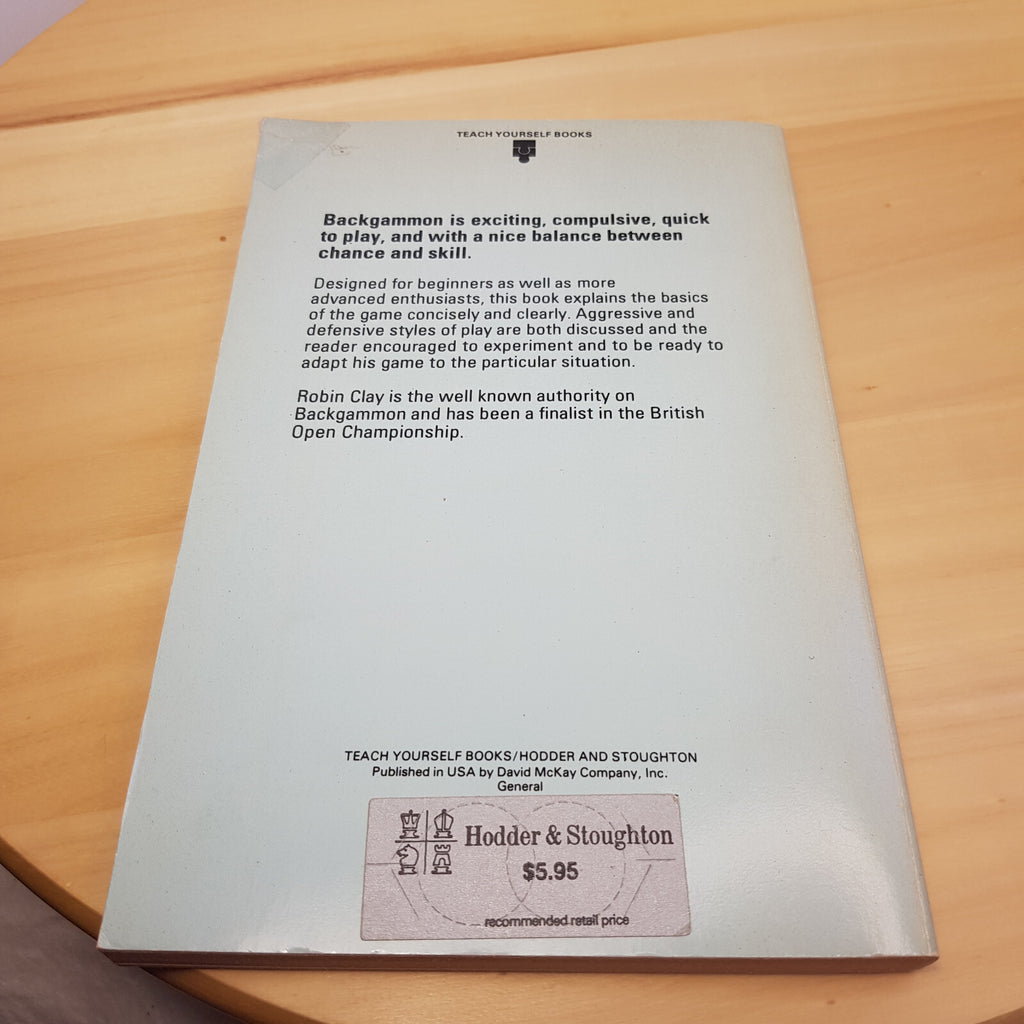 TEACH YOURSELF BOOKS
Backgammon is exciting, compulsive, quick
to play, and with a nice balance between
chance and skill.
Designed for beginners as well as more
advanced enthusiasts, this book explains the basics
of the game concisely and clearly. Aggressive and
defensive styles of play are both discussed and the
reader encouraged to experiment and to be ready to
adapt his game to the particular situation.
Robin Clay is the well known authority on
Backgammon and has been a finalist in the British
Open Championship.
TEACH YOURSELF BOOKS/HODDER AND STOUGHTON
Published in USA by David McKay Company, Inc.
General
Hodder & Stoughton
$5.95
recommended retail price